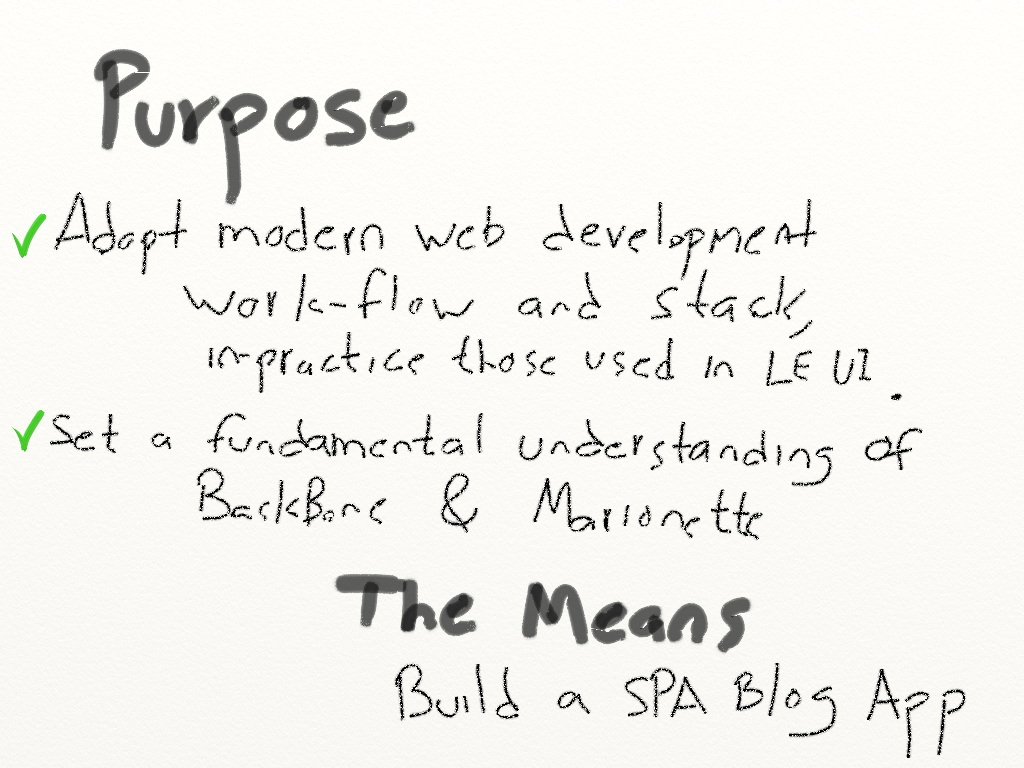 Purpose
Adopt modern web development
work-flow and stack,
in-practice those used in LE UI.
Set a fundamental understanding of
BackBone & Marionette
The Means
Build a SPA Blog App